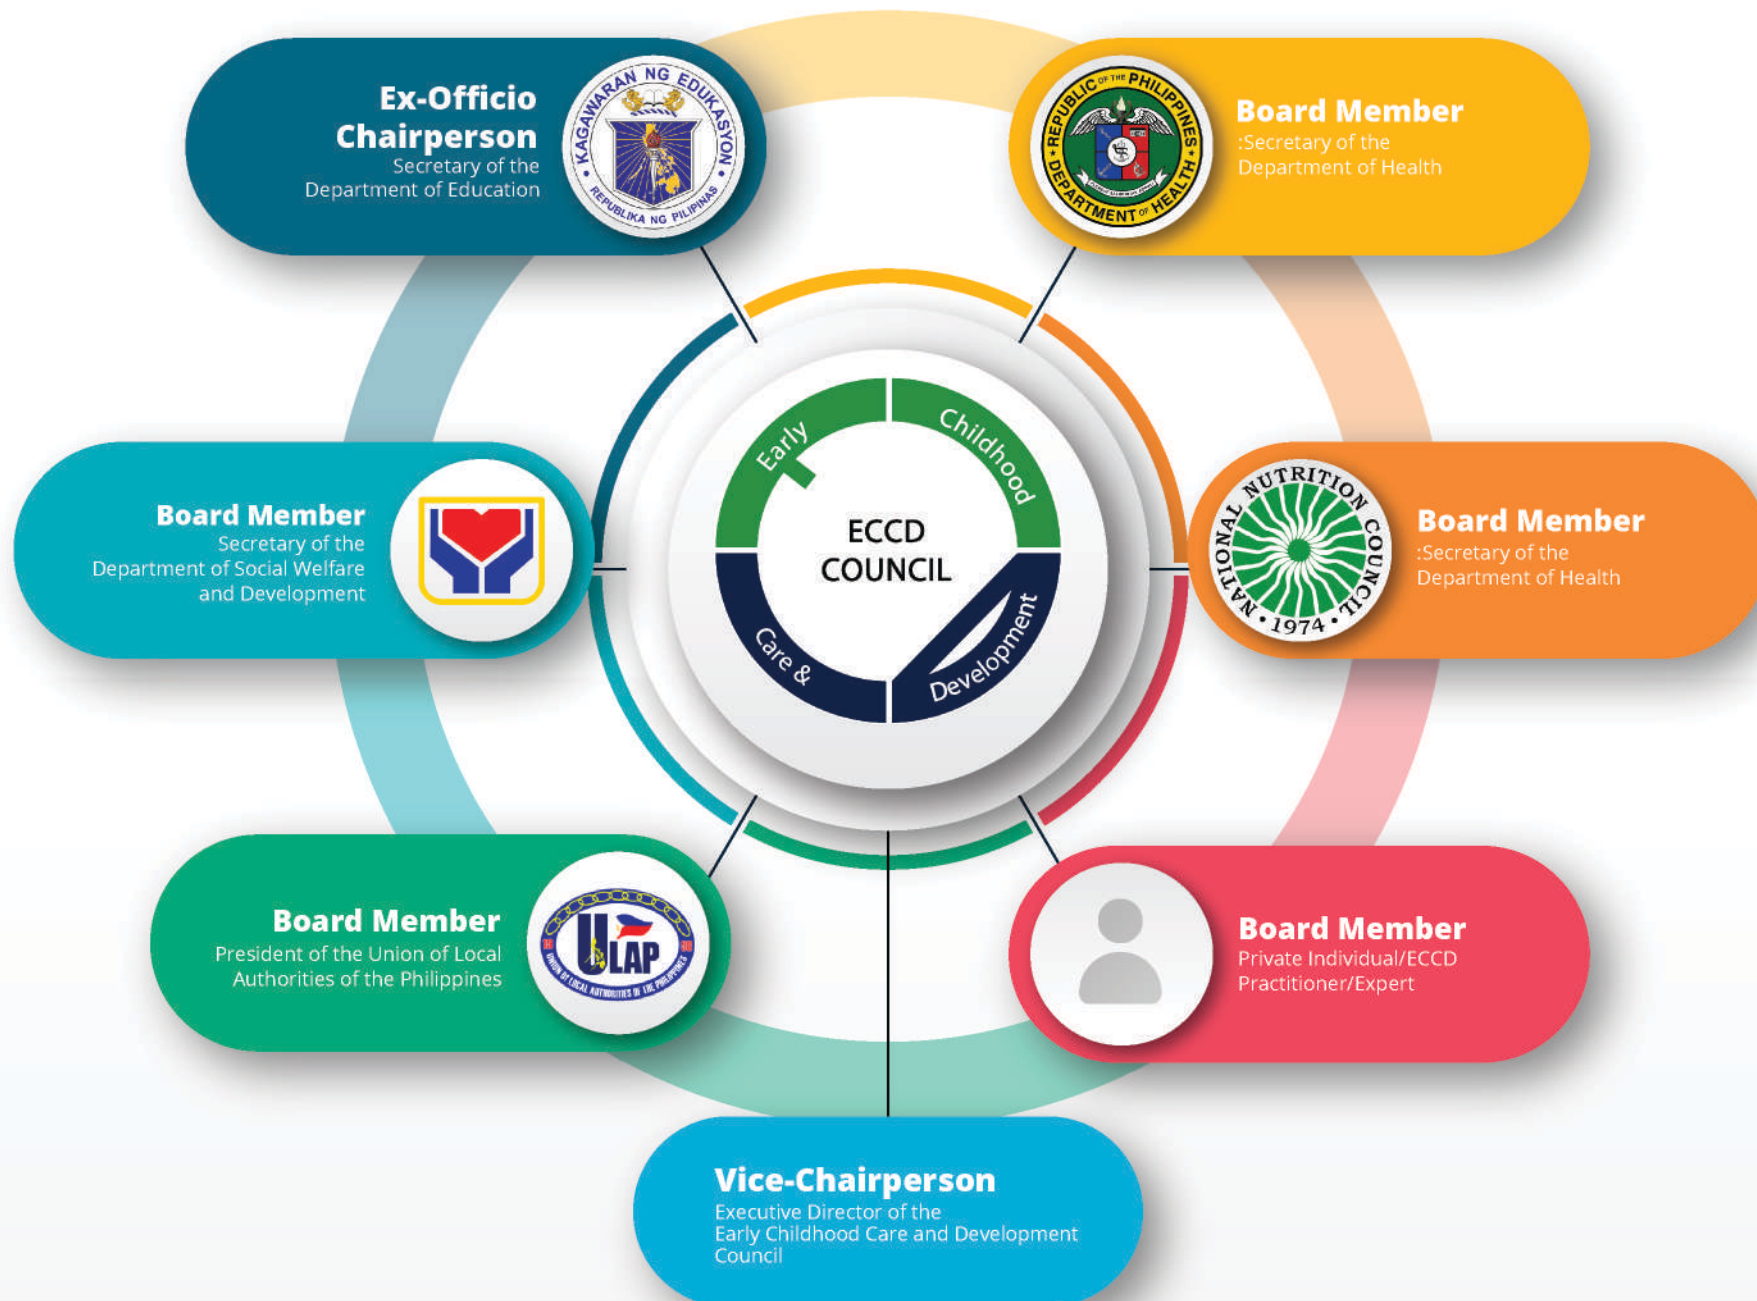 Ex-Officio
Chairperson
Secretary of the
Department of Education
KAGAWARAN NG EDUKASYON
REPUBLIKA NG PILIPINAS
REPUBLIC OF THE PHILIPPINES
DEPARTMENT OF HEALTH
Board Member
:Secretary of the
Department of Health
Board Member
Secretary of the
Department of Social Welfare
and Development
Early
Childhood
ECCD
COUNCIL
Care &
Development
NATIONAL NUTRITION COUNCIL
1974
Board Member
:Secretary of the
Department of Health
Board Member
President of the Union of Local
Authorities of the Philippines
ULAP
UNION OF LOCAL AUTHORITIES OF THE PHILIPPINES
Board Member
Private Individual/ECCD
Practitioner/Expert
Vice-Chairperson
Executive Director of the
Early Childhood Care and Development
Council